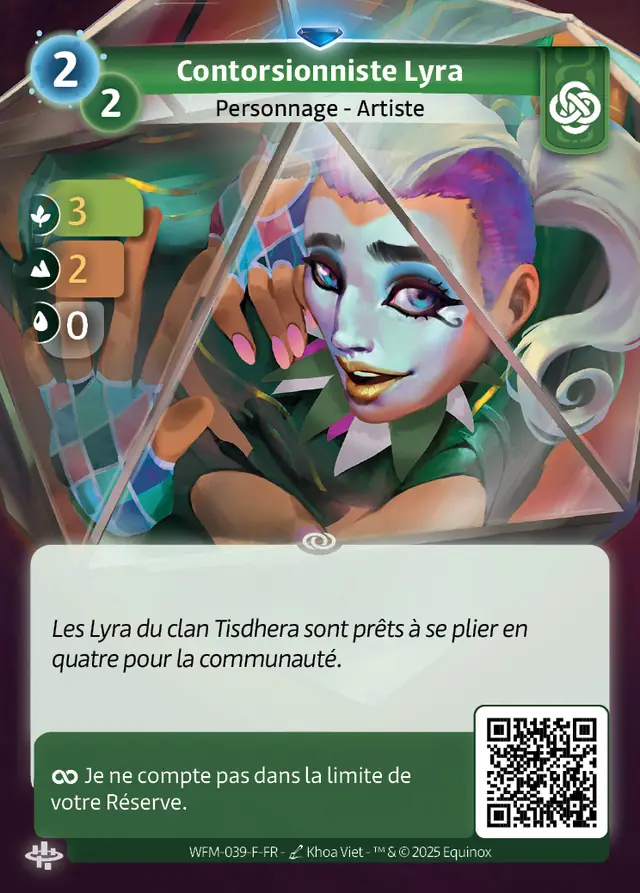 2
2
Contorsionniste Lyra
Personnage - Artiste
3
2
0
Les Lyra du clan Tisdhera sont prêts à se plier en
quatre pour la communauté.
∞ Je ne compte pas dans la limite de
votre Réserve.
WFM-039-F-FR - Khoa Viet - ™ & © 2025 Equinox